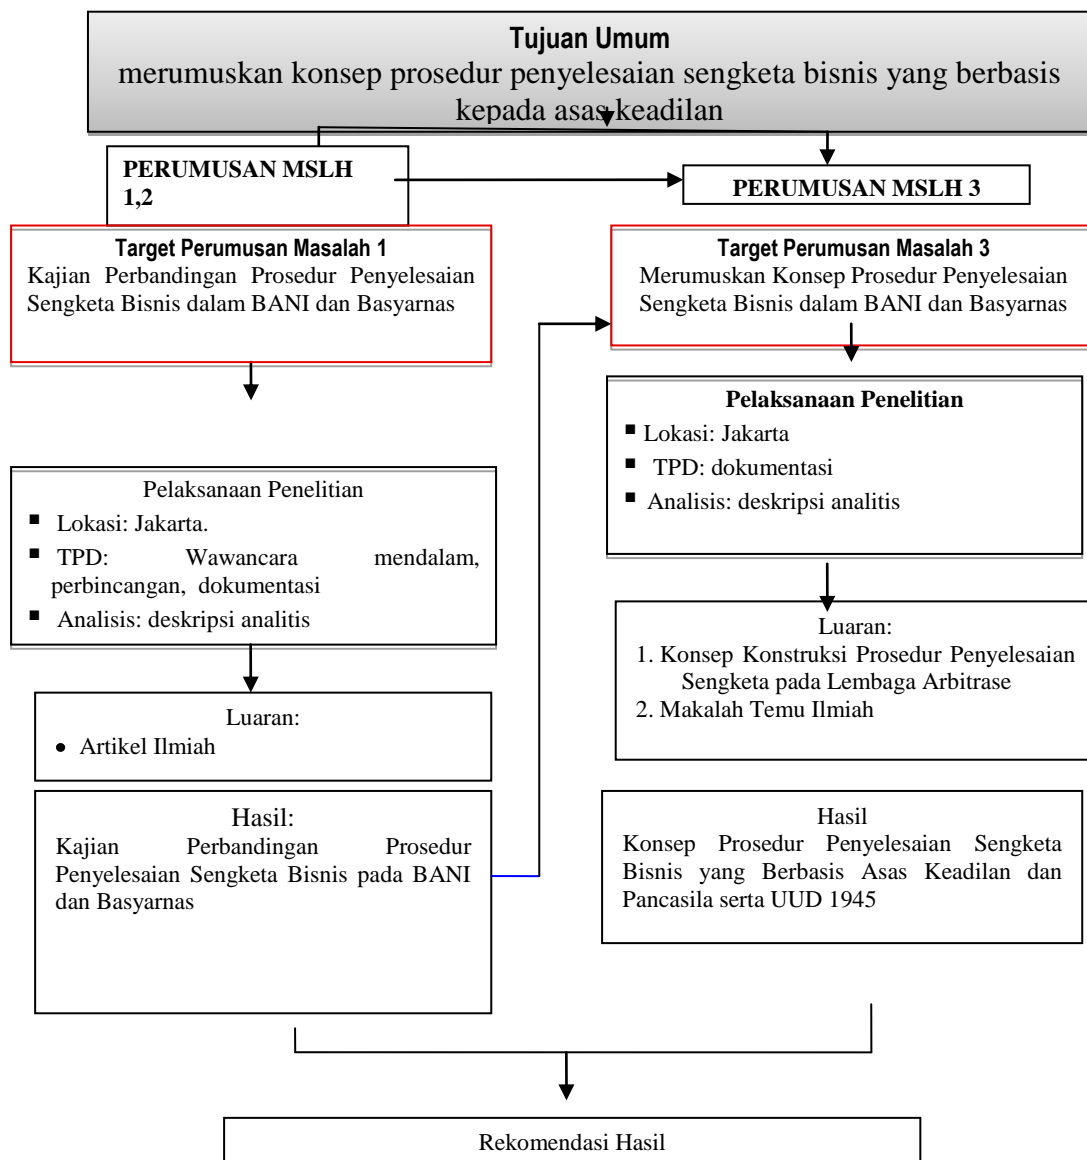 Tujuan Umum
merumuskan konsep prosedur penyelesaian sengketa bisnis yang berbasis
kepada asas keadilan
PERUMUSAN MSLH
1,2
PERUMUSAN MSLH 3
Target Perumusan Masalah 1
Kajian Perbandingan Prosedur Penyelesaian
Sengketa Bisnis dalam BANI dan Basyarnas
Target Perumusan Masalah 3
Merumuskan Konsep Prosedur Penyelesaian
Sengketa Bisnis dalam BANI dan Basyarnas
Pelaksanaan Penelitian
▪ Lokasi: Jakarta.
▪ TPD: Wawancara mendalam,
perbincangan, dokumentasi
▪ Analisis: deskripsi analitis
Pelaksanaan Penelitian
▪ Lokasi: Jakarta
▪ TPD: dokumentasi
▪ Analisis: deskripsi analitis
Luaran:
• Artikel Ilmiah
Luaran:
1. Konsep Konstruksi Prosedur Penyelesaian
Sengketa pada Lembaga Arbitrase
2. Makalah Temu Ilmiah
Hasil:
Kajian Perbandingan Prosedur
Penyelesaian Sengketa Bisnis pada BANI
dan Basyarnas
Hasil
Konsep Prosedur Penyelesaian Sengketa
Bisnis yang Berbasis Asas Keadilan dan
Pancasila serta UUD 1945
Rekomendasi Hasil